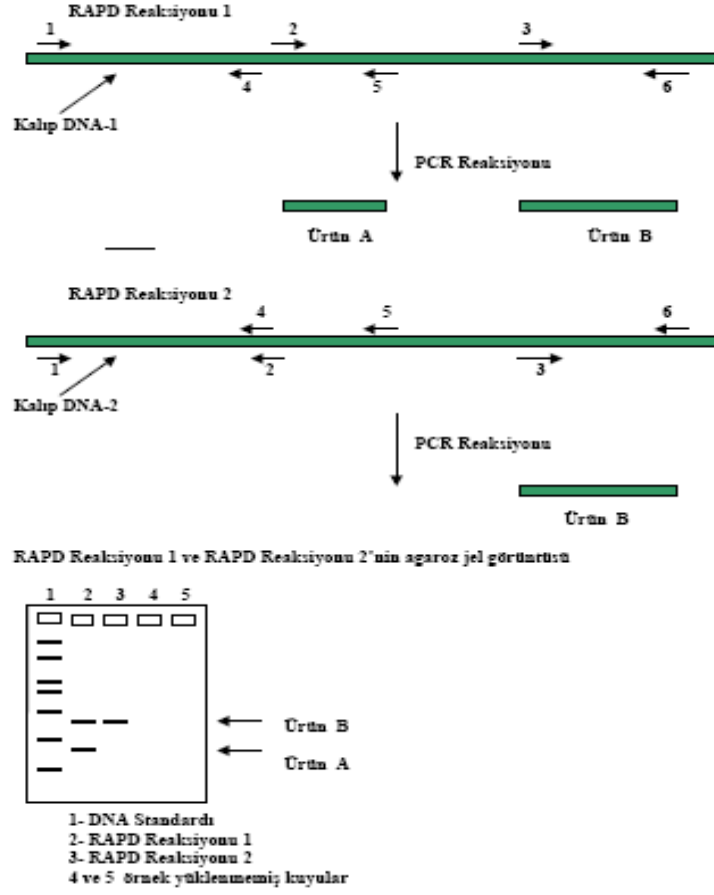 RAPD Reaksiyonu 1
1 2 3
4 5 6
Kalıp DNA-1
PCR Reaksiyonu
Ürün A Ürün B
RAPD Reaksiyonu 2
4 5 6
1 2 3
Kalıp DNA-2
PCR Reaksiyonu
Ürün B
RAPD Reaksiyonu 1 ve RAPD Reaksiyonu 2'nin agaroz jel görüntüsü
1 2 3 4 5
Ürün B
Ürün A
1- DNA Standardı
2- RAPD Reaksiyonu 1
3- RAPD Reaksiyonu 2
4 ve 5 örnek yüklenmemiş kuyular